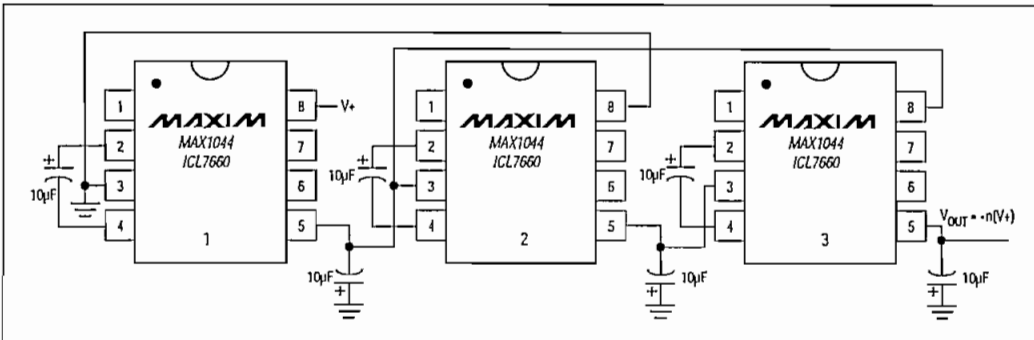 1
2
3
4
8
7
6
5
V+
MAXIM
MAX1044
ICL7660
1
+
10µF
+
10µF
1
2
3
4
8
7
6
5
MAXIM
MAX1044
ICL7660
2
+
10µF
+
10µF
1
2
3
4
8
7
6
5
MAXIM
MAX1044
ICL7660
3
+
10µF
VOUT = -n(V+)
+
10µF